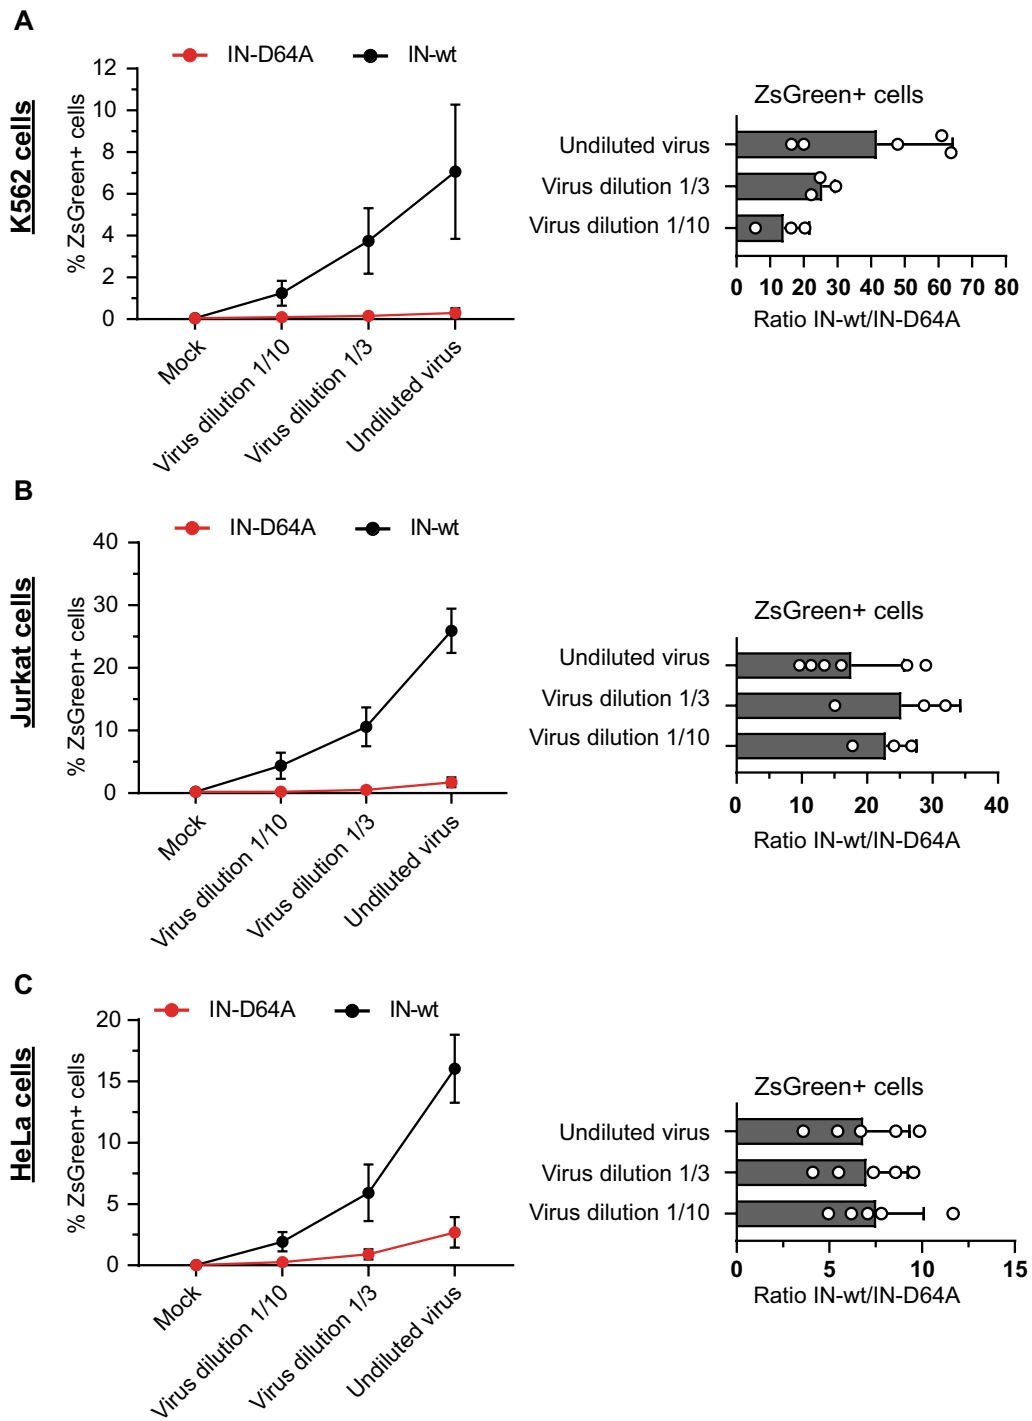 A
K562 cells
IN-D64A IN-wt
% ZsGreen+ cells
12
10
8
6
4
2
0
Mock
Virus dilution 1/10
Virus dilution 1/3
Undiluted virus
ZsGreen+ cells
Undiluted virus
Virus dilution 1/3
Virus dilution 1/10
0 10 20 30 40 50 60 70 80
Ratio IN-wt/IN-D64A
B
Jurkat cells
IN-D64A IN-wt
% ZsGreen+ cells
40
30
20
10
0
Mock
Virus dilution 1/10
Virus dilution 1/3
Undiluted virus
ZsGreen+ cells
Undiluted virus
Virus dilution 1/3
Virus dilution 1/10
0 10 20 30 40
Ratio IN-wt/IN-D64A
C
HeLa cells
IN-D64A IN-wt
% ZsGreen+ cells
20
15
10
5
0
Mock
Virus dilution 1/10
Virus dilution 1/3
Undiluted virus
ZsGreen+ cells
Undiluted virus
Virus dilution 1/3
Virus dilution 1/10
0 5 10 15
Ratio IN-wt/IN-D64A